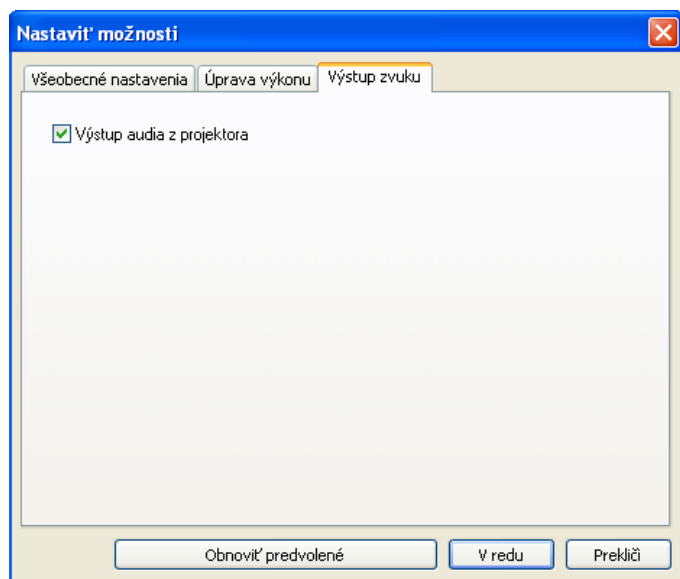 Nastaviť možnosti
Všeobecné nastavenia Úprava výkonu Výstup zvuku
Výstup audia z projektora
Obnoviť predvolené V redu Prekliči